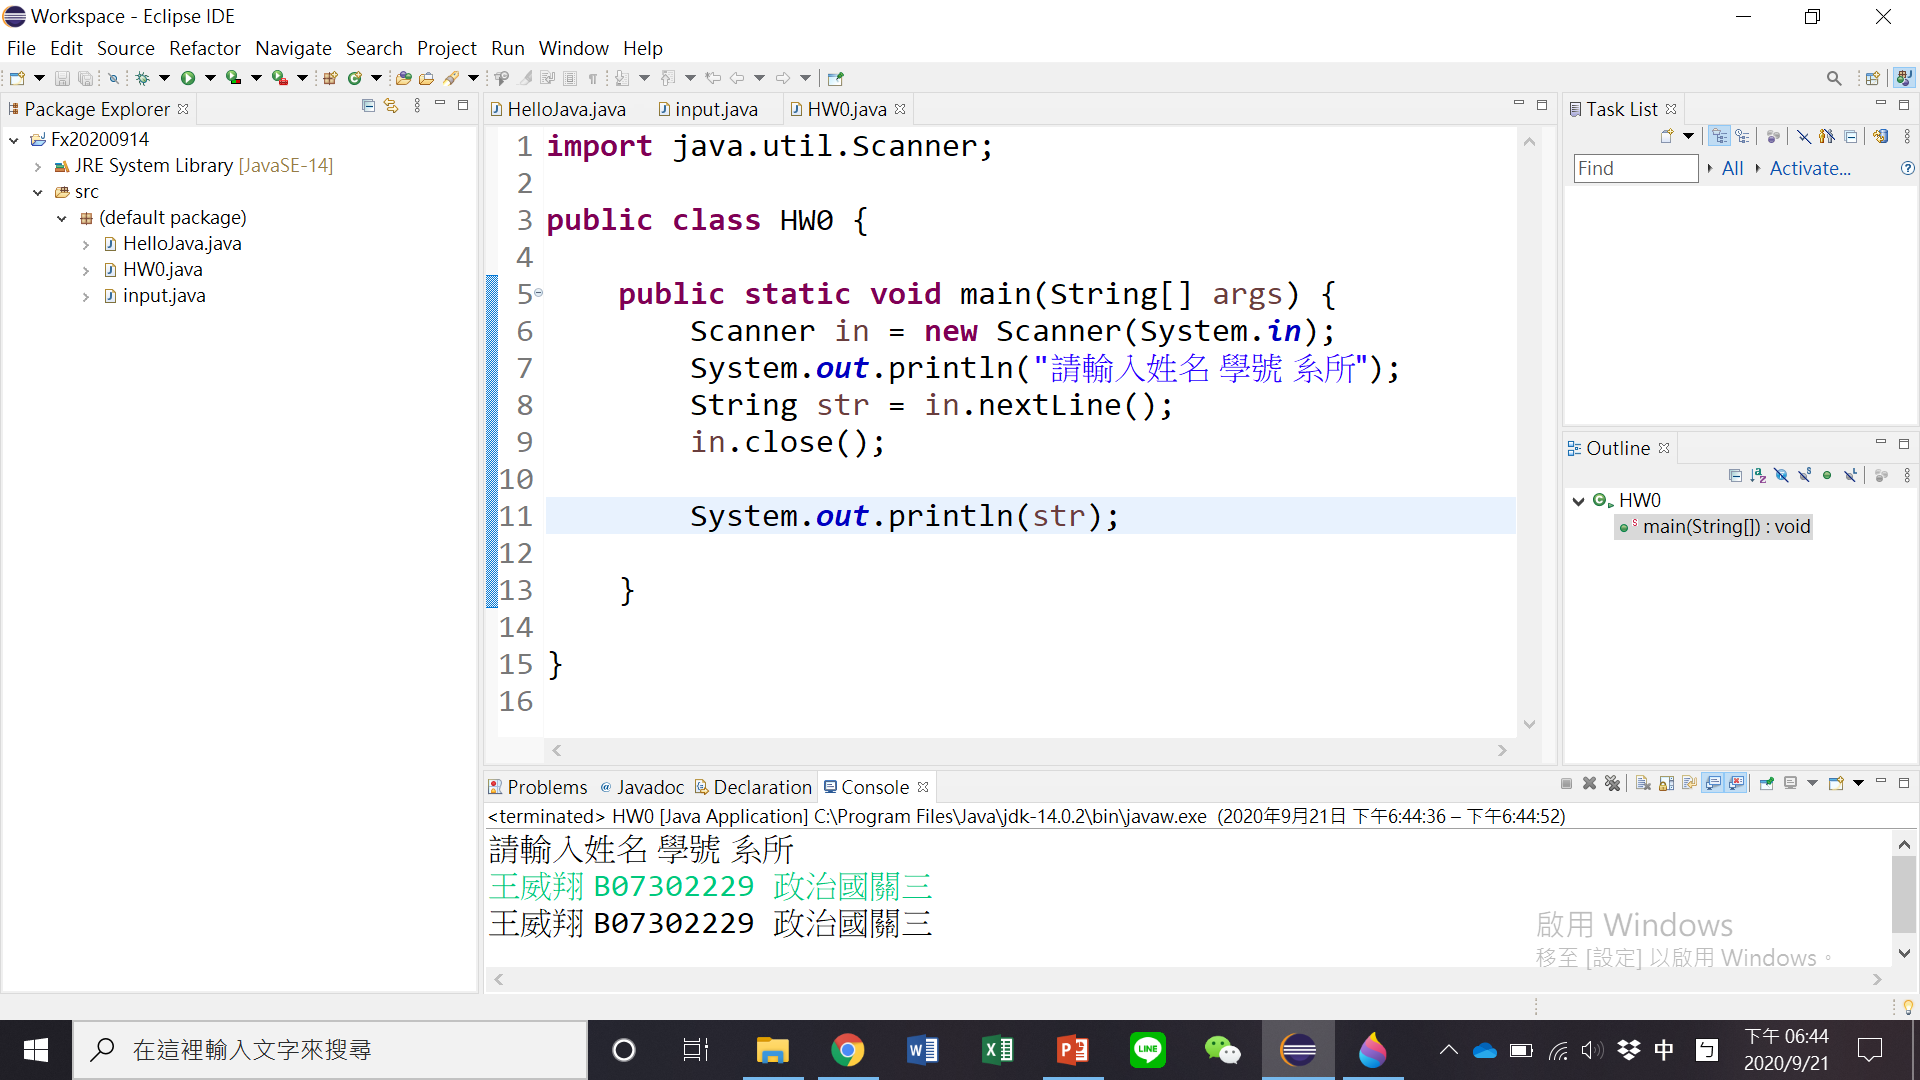 Workspace - Eclipse IDE
File Edit Source Refactor Navigate Search Project Run Window Help
Package Explorer
Fx20200914
JRE System Library [JavaSE-14]
src
(default package)
HelloJava.java
HW0.java
input.java
HelloJava.java input.java HW0.java
1 import java.util.Scanner;
2
3 public class HW0 {
4
5 public static void main(String[] args) {
6 Scanner in = new Scanner(System.in);
7 System.out.println("請輸入姓名 學號 系所");
8 String str = in.nextLine();
9 in.close();
10
11 System.out.println(str);
12
13 }
14
15 }
16
Task List
Find All Activate...
Outline
HW0
main(String[]) : void
Problems Javadoc Declaration Console
<terminated> HW0 [Java Application] C:\Program Files\Java\jdk-14.0.2\bin\javaw.exe (2020年9月21日 下午6:44:36 – 下午6:44:52)
請輸入姓名 學號 系所
王威翔 B07302229 政治國關三
王威翔 B07302229 政治國關三
啟用 Windows
移至 [設定] 以啟用 Windows。
在這裡輸入文字來搜尋
LINE
中
下午 06:44
2020/9/21